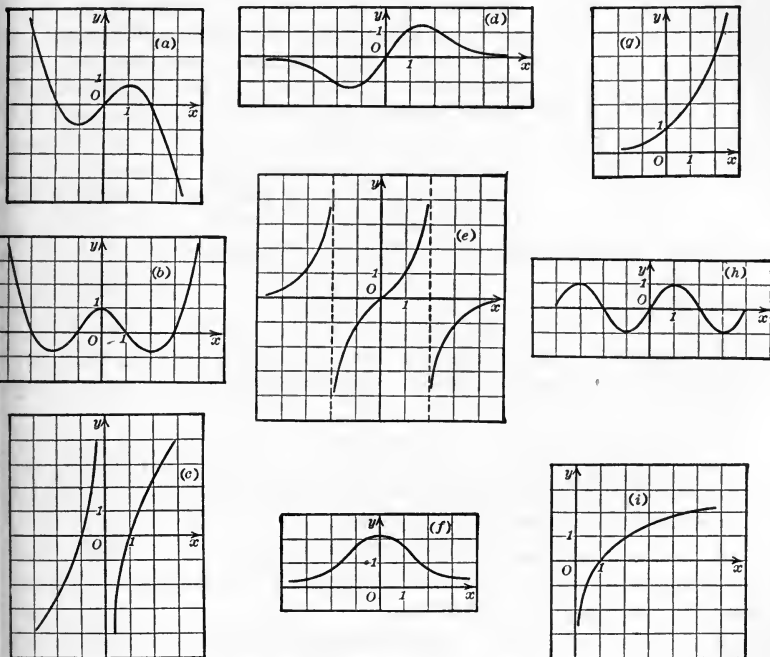 y (a) 1 O 1 x
y (d) 1 O 1 x
y (g) 1 O 1 x
y (b) 1 O 1 x
y (e) 1 O 1 x
y (h) 1 O 1 x
y (c) 1 O 1 x
y (f) 1 O 1 x
y (i) 1 O 1 x